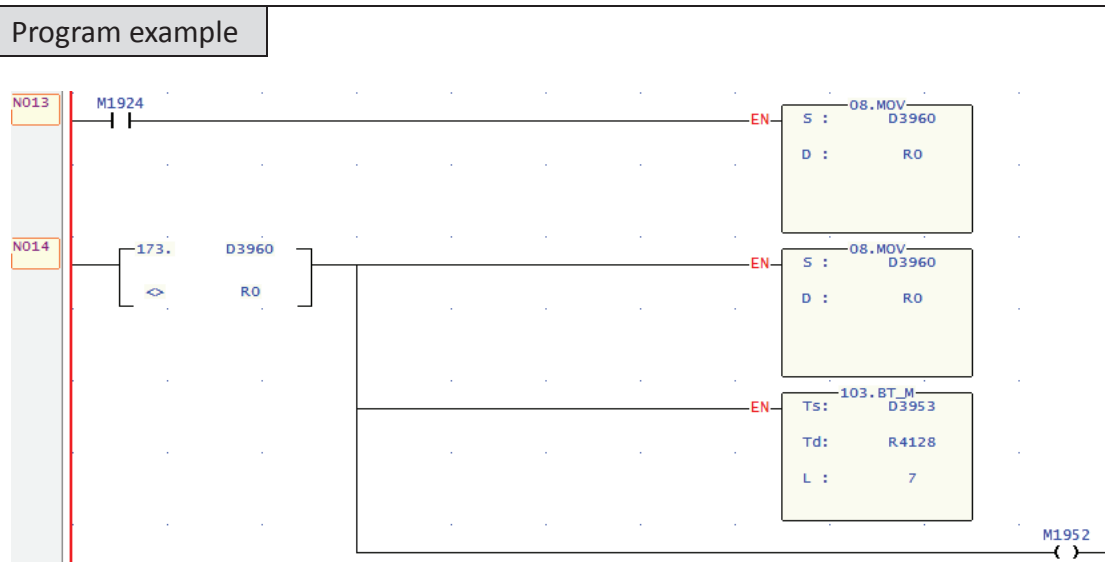 Program example
N013 M1924
08.MOV
EN S : D3960
D : R0
N014
173. D3960
<> R0
08.MOV
EN S : D3960
D : R0
103.BT_M
EN Ts: D3953
Td: R4128
L : 7
M1952
( )